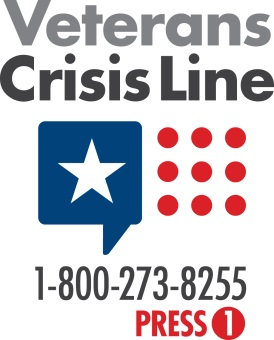 Veterans
Crisis Line
1-800-273-8255
PRESS 1